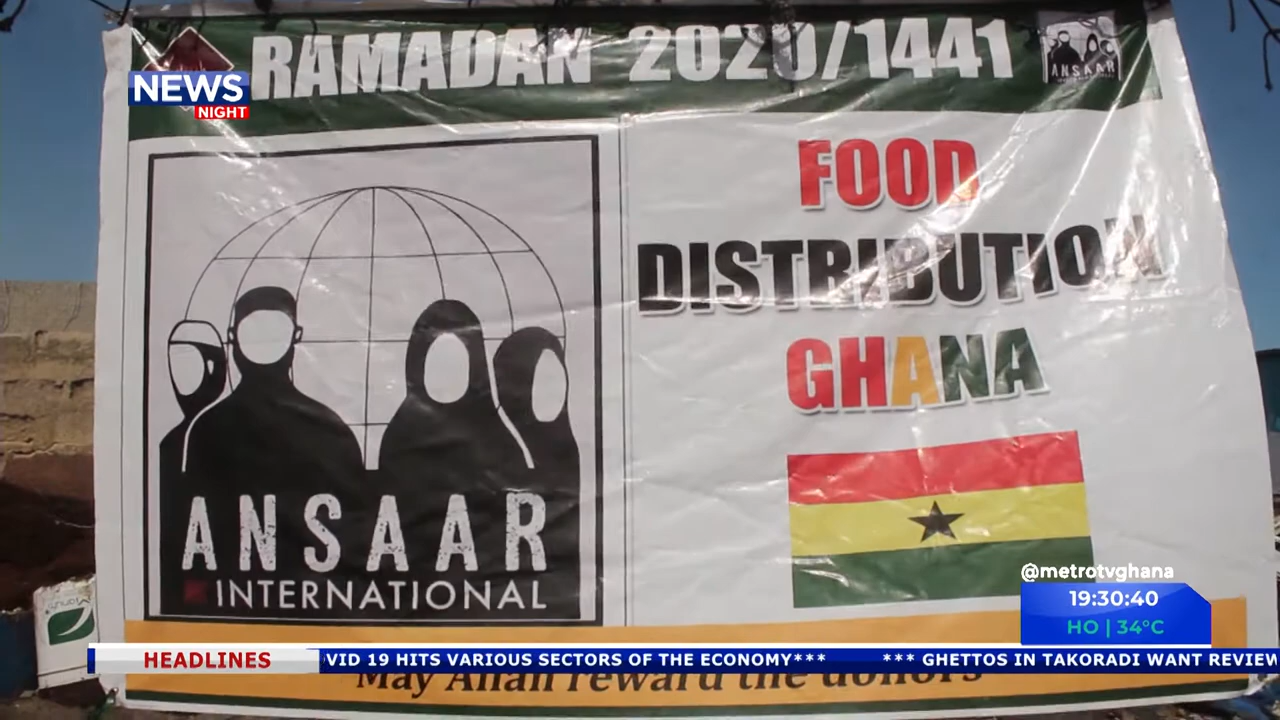 RAMADAN 2020/1441
ANSAAR
NEWS
NIGHT
FOOD
DISTRIBUTION
GHANA
ANSAAR
INTERNATIONAL
@metrotvghana
19:30:40
HO | 34°C
HEADLINES
VID 19 HITS VARIOUS SECTORS OF THE ECONOMY*** *** GHETTOS IN TAKORADI WANT REVIEW
May Allah reward the donors